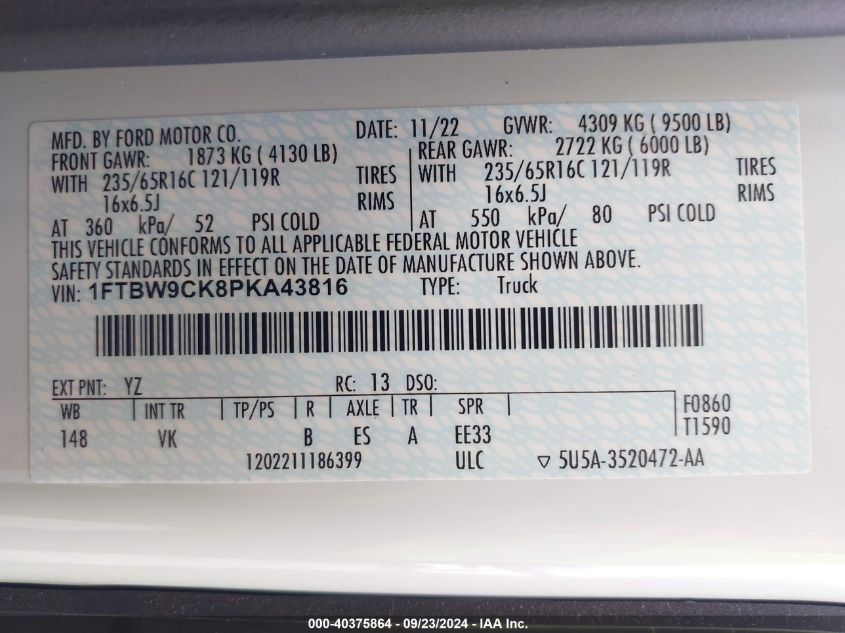 MFD. BY FORD MOTOR CO. DATE: 11/22 GVWR: 4309 KG ( 9500 LB)
FRONT GAWR: 1873 KG ( 4130 LB) REAR GAWR: 2722 KG ( 6000 LB)
WITH 235/65R16C 121/119R TIRES WITH 235/65R16C 121/119R TIRES
16x6.5J RIMS 16x6.5J RIMS
AT 360 kPa/ 52 PSI COLD AT 550 kPa/ 80 PSI COLD
THIS VEHICLE CONFORMS TO ALL APPLICABLE FEDERAL MOTOR VEHICLE
SAFETY STANDARDS IN EFFECT ON THE DATE OF MANUFACTURE SHOWN ABOVE.
VIN: 1FTBW9CK8PKA43816 TYPE: Truck
EXT PNT: YZ RC: 13 DSO:
WB INT TR TP/PS R AXLE TR SPR F0860
148 VK B ES A EE33 T1590
1202211186399 ULC ▽ 5U5A-3520472-AA
000-40375864 - 09/23/2024 - IAA, Inc.